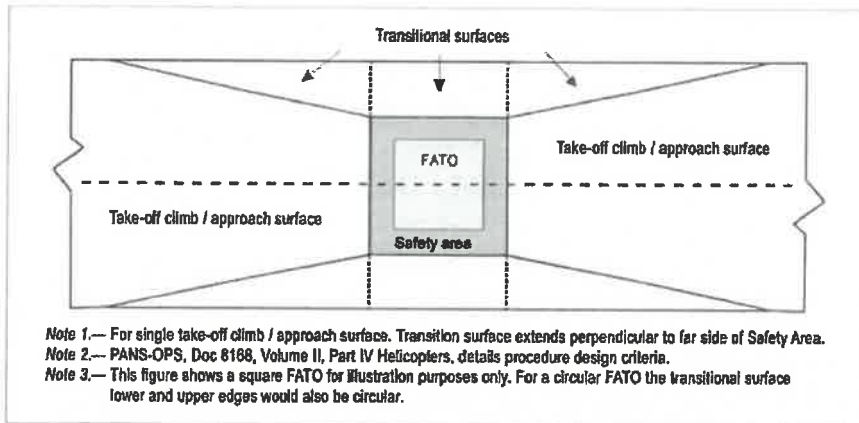 Transitional surfaces
FATO
Take-off climb / approach surface
Take-off climb / approach surface
Safety area
Note 1.— For single take-off climb / approach surface. Transition surface extends perpendicular to far side of Safety Area.
Note 2.— PANS-OPS, Doc 8168, Volume II, Part IV Helicopters, details procedure design criteria.
Note 3.— This figure shows a square FATO for illustration purposes only. For a circular FATO the transitional surface
lower and upper edges would also be circular.